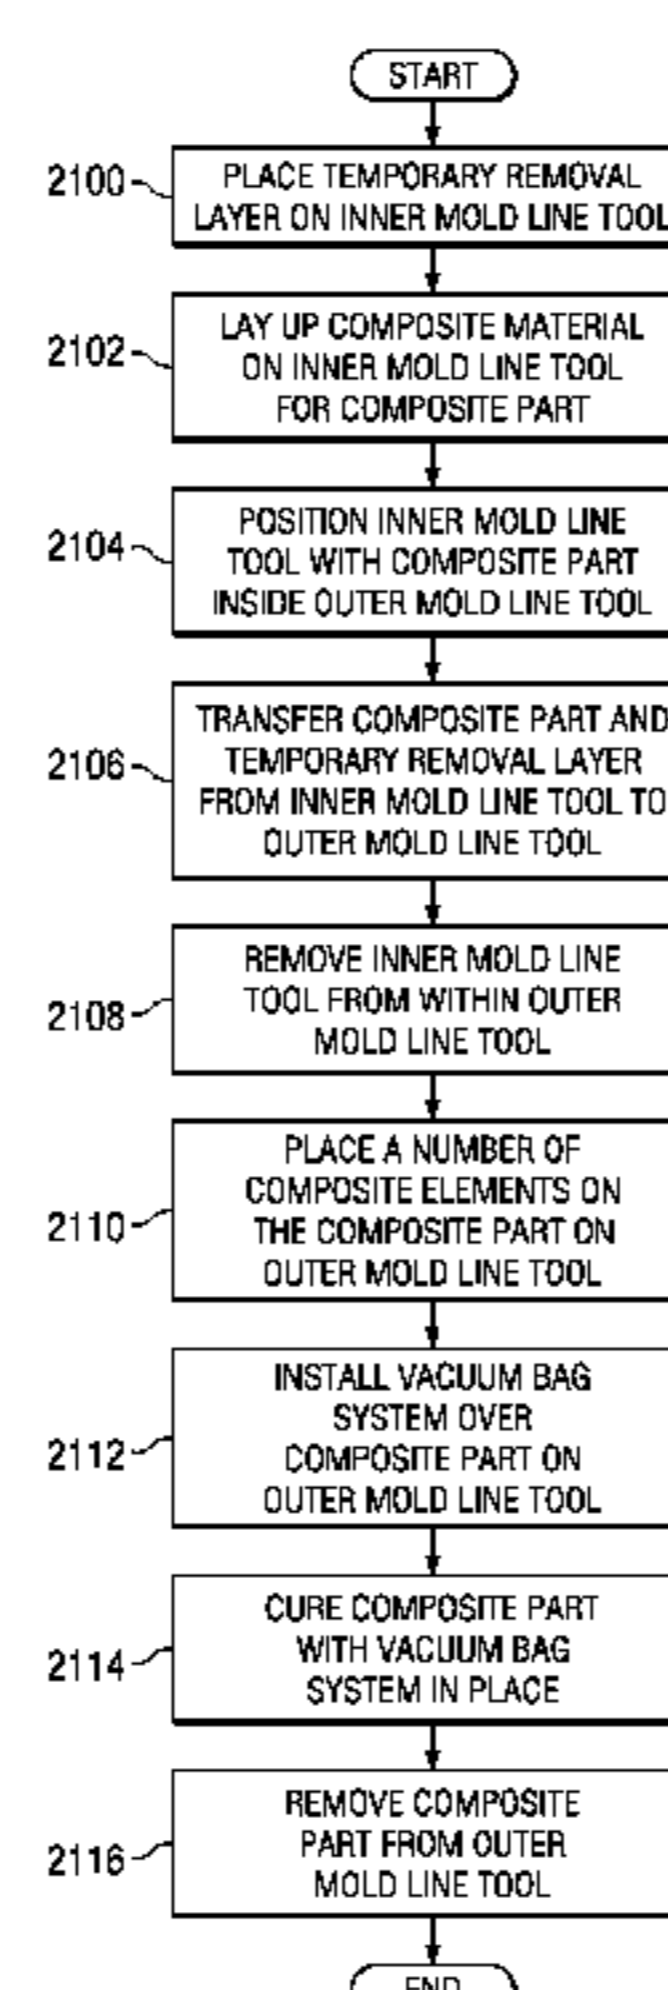 START
2100
PLACE TEMPORARY REMOVAL
LAYER ON INNER MOLD LINE TOOL
2102
LAY UP COMPOSITE MATERIAL
ON INNER MOLD LINE TOOL
FOR COMPOSITE PART
2104
POSITION INNER MOLD LINE
TOOL WITH COMPOSITE PART
INSIDE OUTER MOLD LINE TOOL
2106
TRANSFER COMPOSITE PART AND
TEMPORARY REMOVAL LAYER
FROM INNER MOLD LINE TOOL TO
OUTER MOLD LINE TOOL
2108
REMOVE INNER MOLD LINE
TOOL FROM WITHIN OUTER
MOLD LINE TOOL
2110
PLACE A NUMBER OF
COMPOSITE ELEMENTS ON
THE COMPOSITE PART ON
OUTER MOLD LINE TOOL
2112
INSTALL VACUUM BAG
SYSTEM OVER
COMPOSITE PART ON
OUTER MOLD LINE TOOL
2114
CURE COMPOSITE PART
WITH VACUUM BAG
SYSTEM IN PLACE
2116
REMOVE COMPOSITE
PART FROM OUTER
MOLD LINE TOOL
END